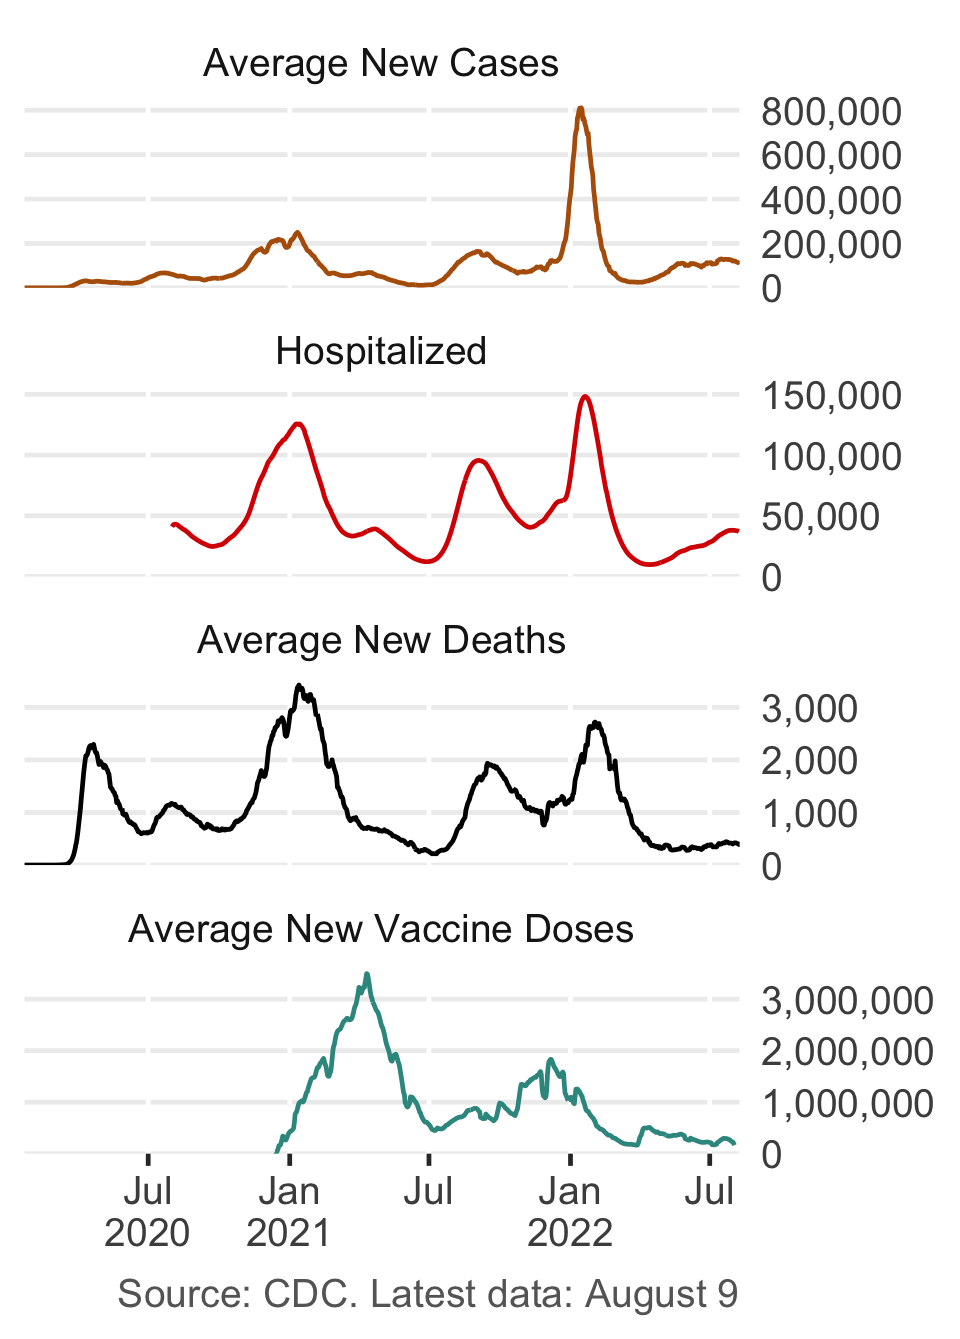 Average New Cases
800,000
600,000
400,000
200,000
0
Hospitalized
150,000
100,000
50,000
0
Average New Deaths
3,000
2,000
1,000
0
Average New Vaccine Doses
3,000,000
2,000,000
1,000,000
0
Jul Jan Jul Jan Jul
2020 2021 2022
Source: CDC. Latest data: August 9